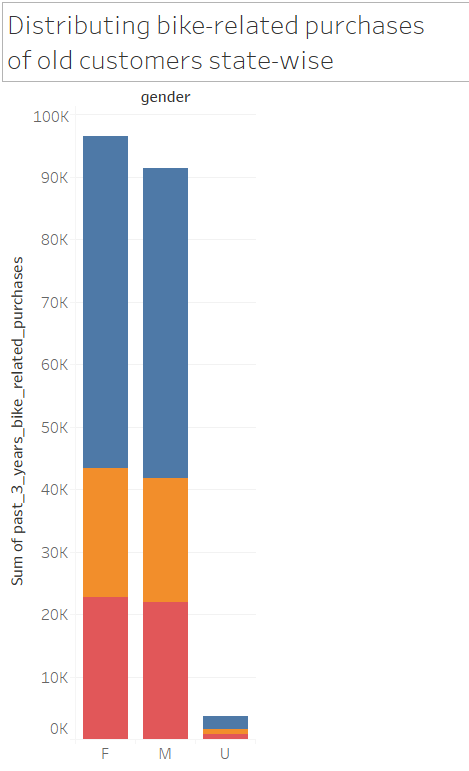 Distributing bike-related purchases
of old customers state-wise
gender
100K
90K
80K
70K
60K
50K
40K
30K
20K
10K
0K
Sum of past_3_years_bike_related_purchases
F M U